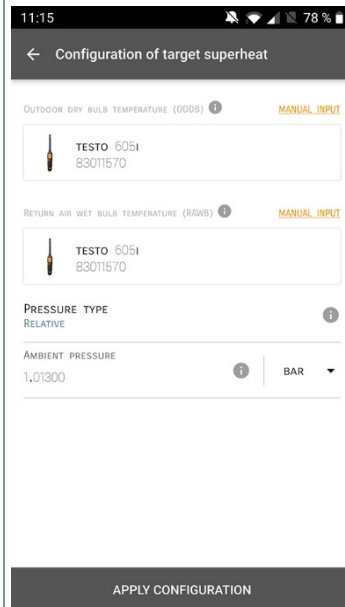 11:15 78 %
Configuration of target superheat
OUTDOOR DRY BULB TEMPERATURE (ODDB) MANUAL INPUT
TESTO 605I
83011570
RETURN AIR WET BULB TEMPERATURE (RAWB) MANUAL INPUT
TESTO 605I
83011570
PRESSURE TYPE
RELATIVE
AMBIENT PRESSURE
1.01300 BAR
APPLY CONFIGURATION